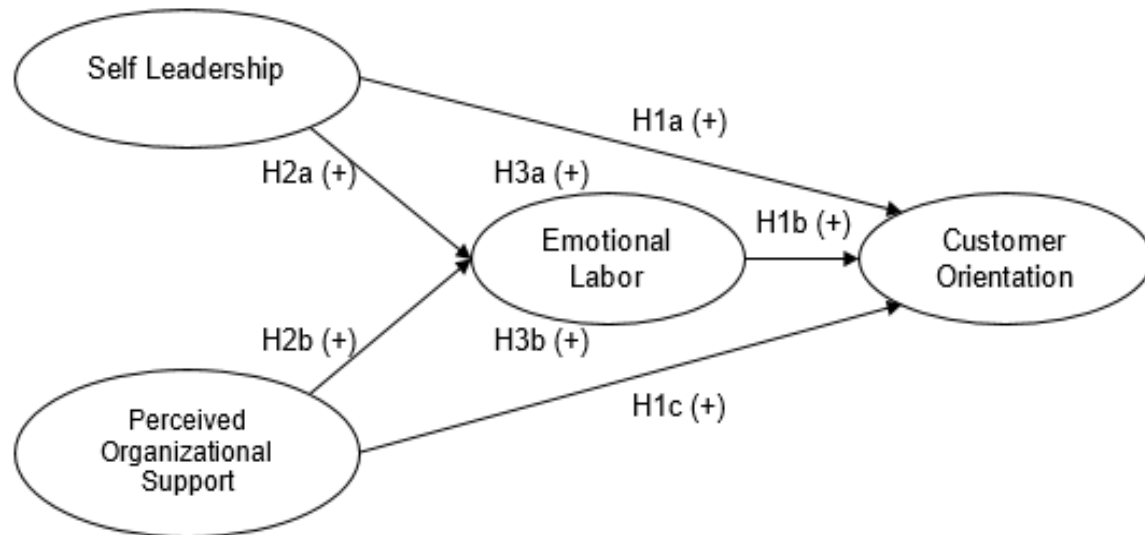 Self Leadership
H1a (+)
H2a (+)
H3a (+)
H1b (+)
Emotional
Labor
Customer
Orientation
H2b (+)
H3b (+)
H1c (+)
Perceived
Organizational
Support